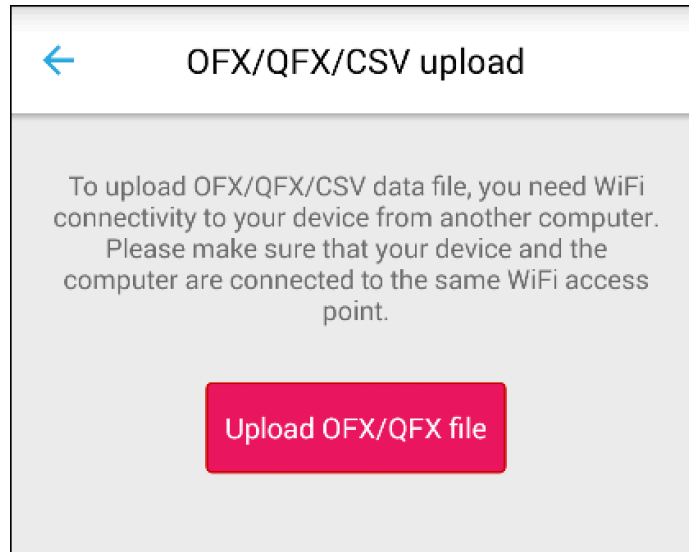 OFX/QFX/CSV upload
To upload OFX/QFX/CSV data file, you need WiFi
connectivity to your device from another computer.
Please make sure that your device and the
computer are connected to the same WiFi access
point.
Upload OFX/QFX file